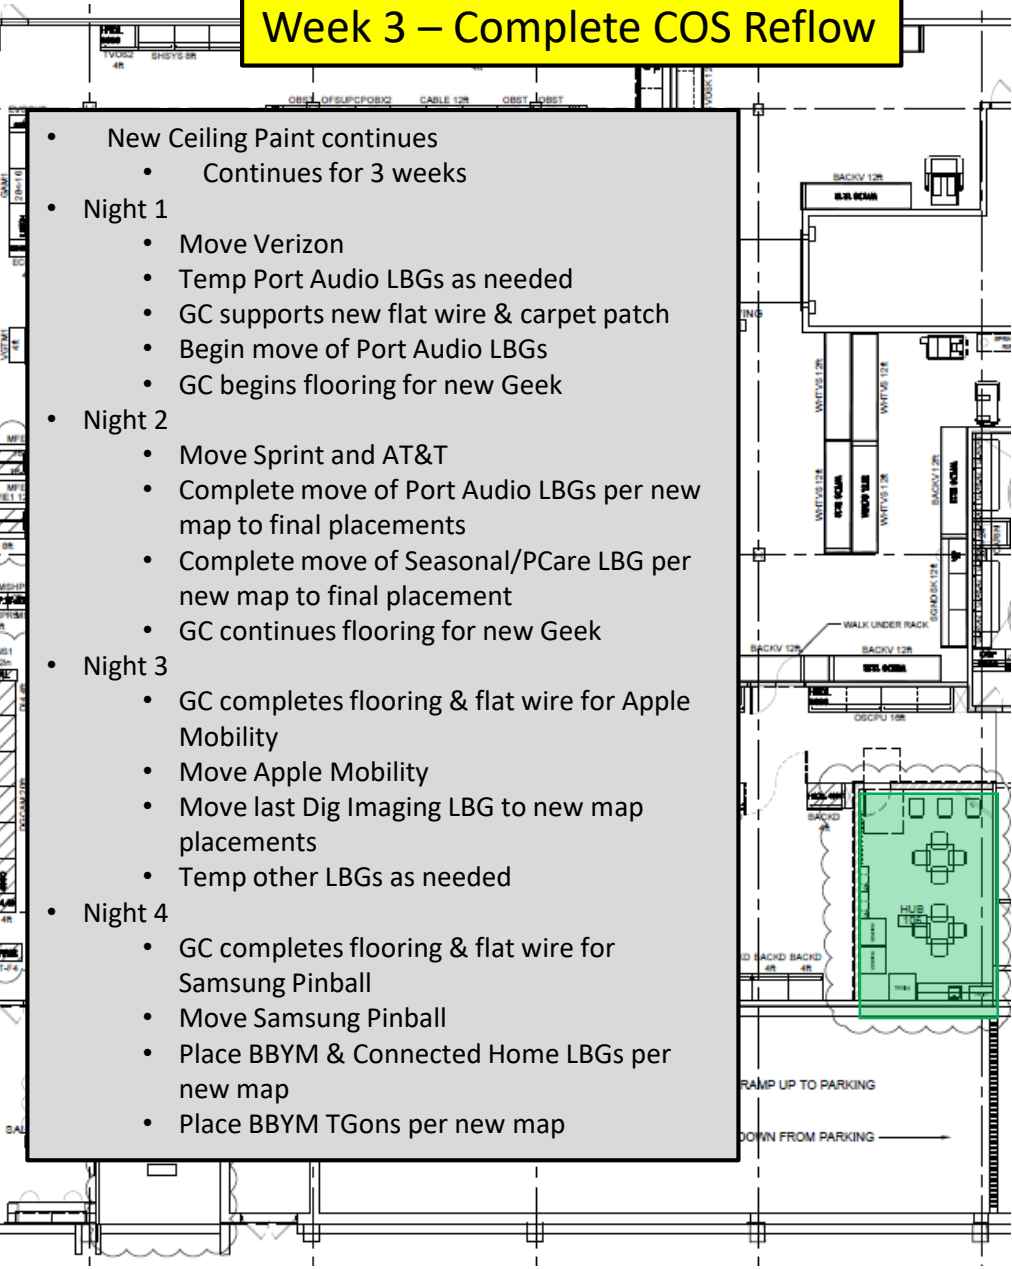 Week 3 – Complete COS Reflow
TVOS2
4ft
SHSYS 8ft
OBST
OFSUPCPOBX2
CABLE 12ft
OBST
OBST
• New Ceiling Paint continues
• Continues for 3 weeks
• Night 1
• Move Verizon
• Temp Port Audio LBGs as needed
• GC supports new flat wire & carpet patch
• Begin move of Port Audio LBGs
• GC begins flooring for new Geek
• Night 2
• Move Sprint and AT&T
• Complete move of Port Audio LBGs per new
map to final placements
• Complete move of Seasonal/PCare LBG per
new map to final placement
• GC continues flooring for new Geek
• Night 3
• GC completes flooring & flat wire for Apple
Mobility
• Move Apple Mobility
• Move last Dig Imaging LBG to new map
placements
• Temp other LBGs as needed
• Night 4
• GC completes flooring & flat wire for
Samsung Pinball
• Move Samsung Pinball
• Place BBYM & Connected Home LBGs per
new map
• Place BBYM TGons per new map
BACKV 12ft
WHTVS 12ft
WHTVS 12ft
WHTVS 12ft
WHTVS 12ft
BACKV 12ft
SGNDSK 12ft
WALK UNDER RACK
BACKV 12ft
BACKV 12ft
OSCPU 16ft
BACKD
4ft
HUB
105
BACKD BACKD
4ft 4ft
RAMP UP TO PARKING
DOWN FROM PARKING